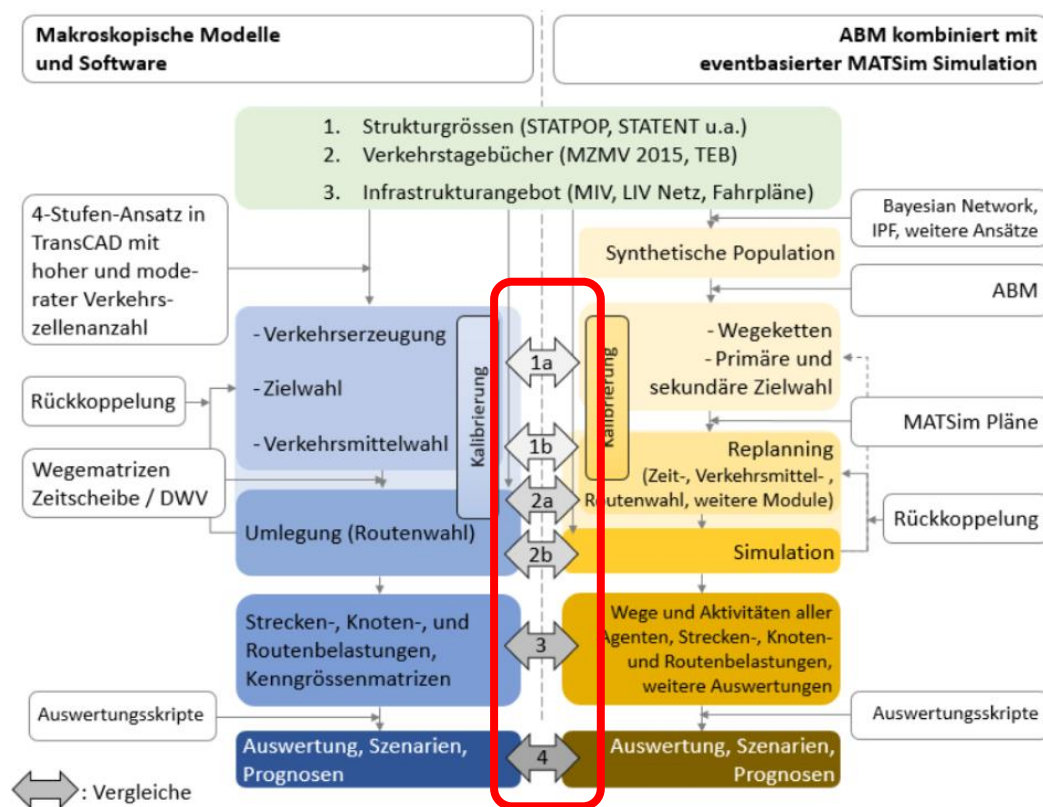 Makroskopische Modelle
und Software
ABM kombiniert mit
eventbasierter MATSim Simulation
1. Strukturgrössen (STATPOP, STATENT u.a.)
2. Verkehrstagebücher (MZMV 2015, TEB)
3. Infrastrukturangebot (MIV, LIV Netz, Fahrpläne)
4-Stufen-Ansatz in
TransCAD mit
hoher und mode-
rater Verkehrs-
zellenanzahl
Bayesian Network,
IPF, weitere Ansätze
Synthetische Population
ABM
- Verkehrserzeugung
- Zielwahl
- Verkehrsmittelwahl
Kalibrierung
1a
Kalibrierung
- Wegeketten
- Primäre und
sekundäre Zielwahl
Rückkoppelung
MATSim Pläne
1b
Wegematrizen
Zeitscheibe / DWV
Replanning
(Zeit-, Verkehrsmittel- ,
Routenwahl, weitere Module)
2a
Rückkoppelung
Umlegung (Routenwahl)
2b
Simulation
Strecken-, Knoten-, und
Routenbelastungen,
Kenngrössenmatrizen
3
Wege und Aktivitäten aller
Agenten, Strecken-, Knoten-
und Routenbelastungen,
weitere Auswertungen
Auswertungsskripte
Auswertungsskripte
Auswertung, Szenarien,
Prognosen
4
Auswertung, Szenarien,
Prognosen
: Vergleiche